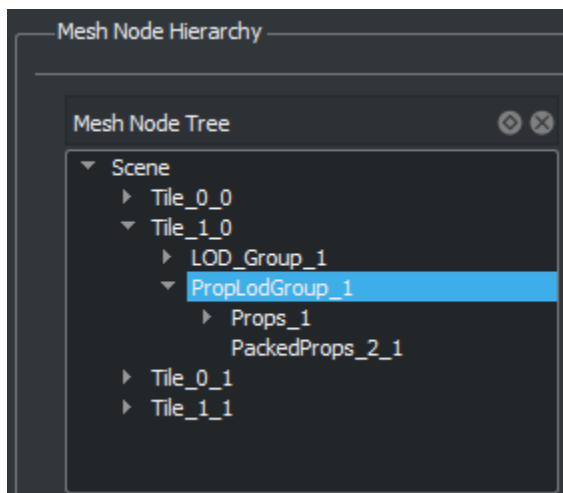 Mesh Node Hierarchy
Mesh Node Tree
Scene
Tile_0_0
Tile_1_0
LOD_Group_1
PropLodGroup_1
Props_1
PackedProps_2_1
Tile_0_1
Tile_1_1